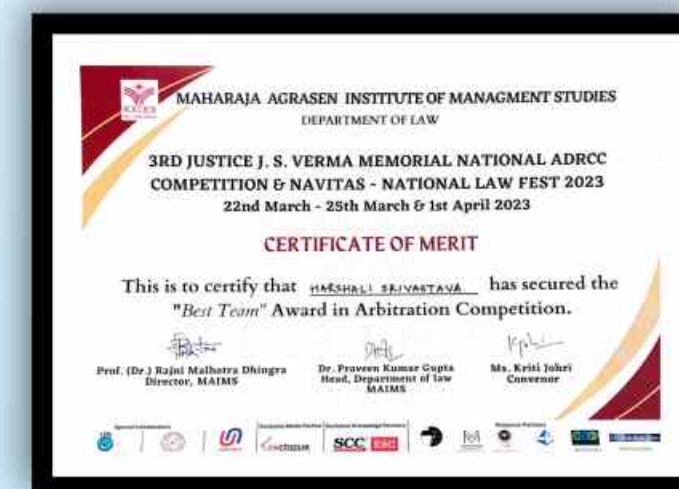 MAHARAJA AGRASEN INSTITUTE OF MANAGMENT STUDIES
DEPARTMENT OF LAW
3RD JUSTICE J. S. VERMA MEMORIAL NATIONAL ADRCC
COMPETITION & NAVITAS - NATIONAL LAW FEST 2023
22nd March - 25th March & 1st April 2023
CERTIFICATE OF MERIT
This is to certify that HARSHALI SRIVASTAVA has secured the
"Best Team" Award in Arbitration Competition.
Prof. (Dr.) Rajni Malhotra Dhingra
Director, MAIMS
Dr. Praveen Kumar Gupta
Head, Department of law
MAIMS
Ms. Kriti Johri
Convenor
SCC EBC